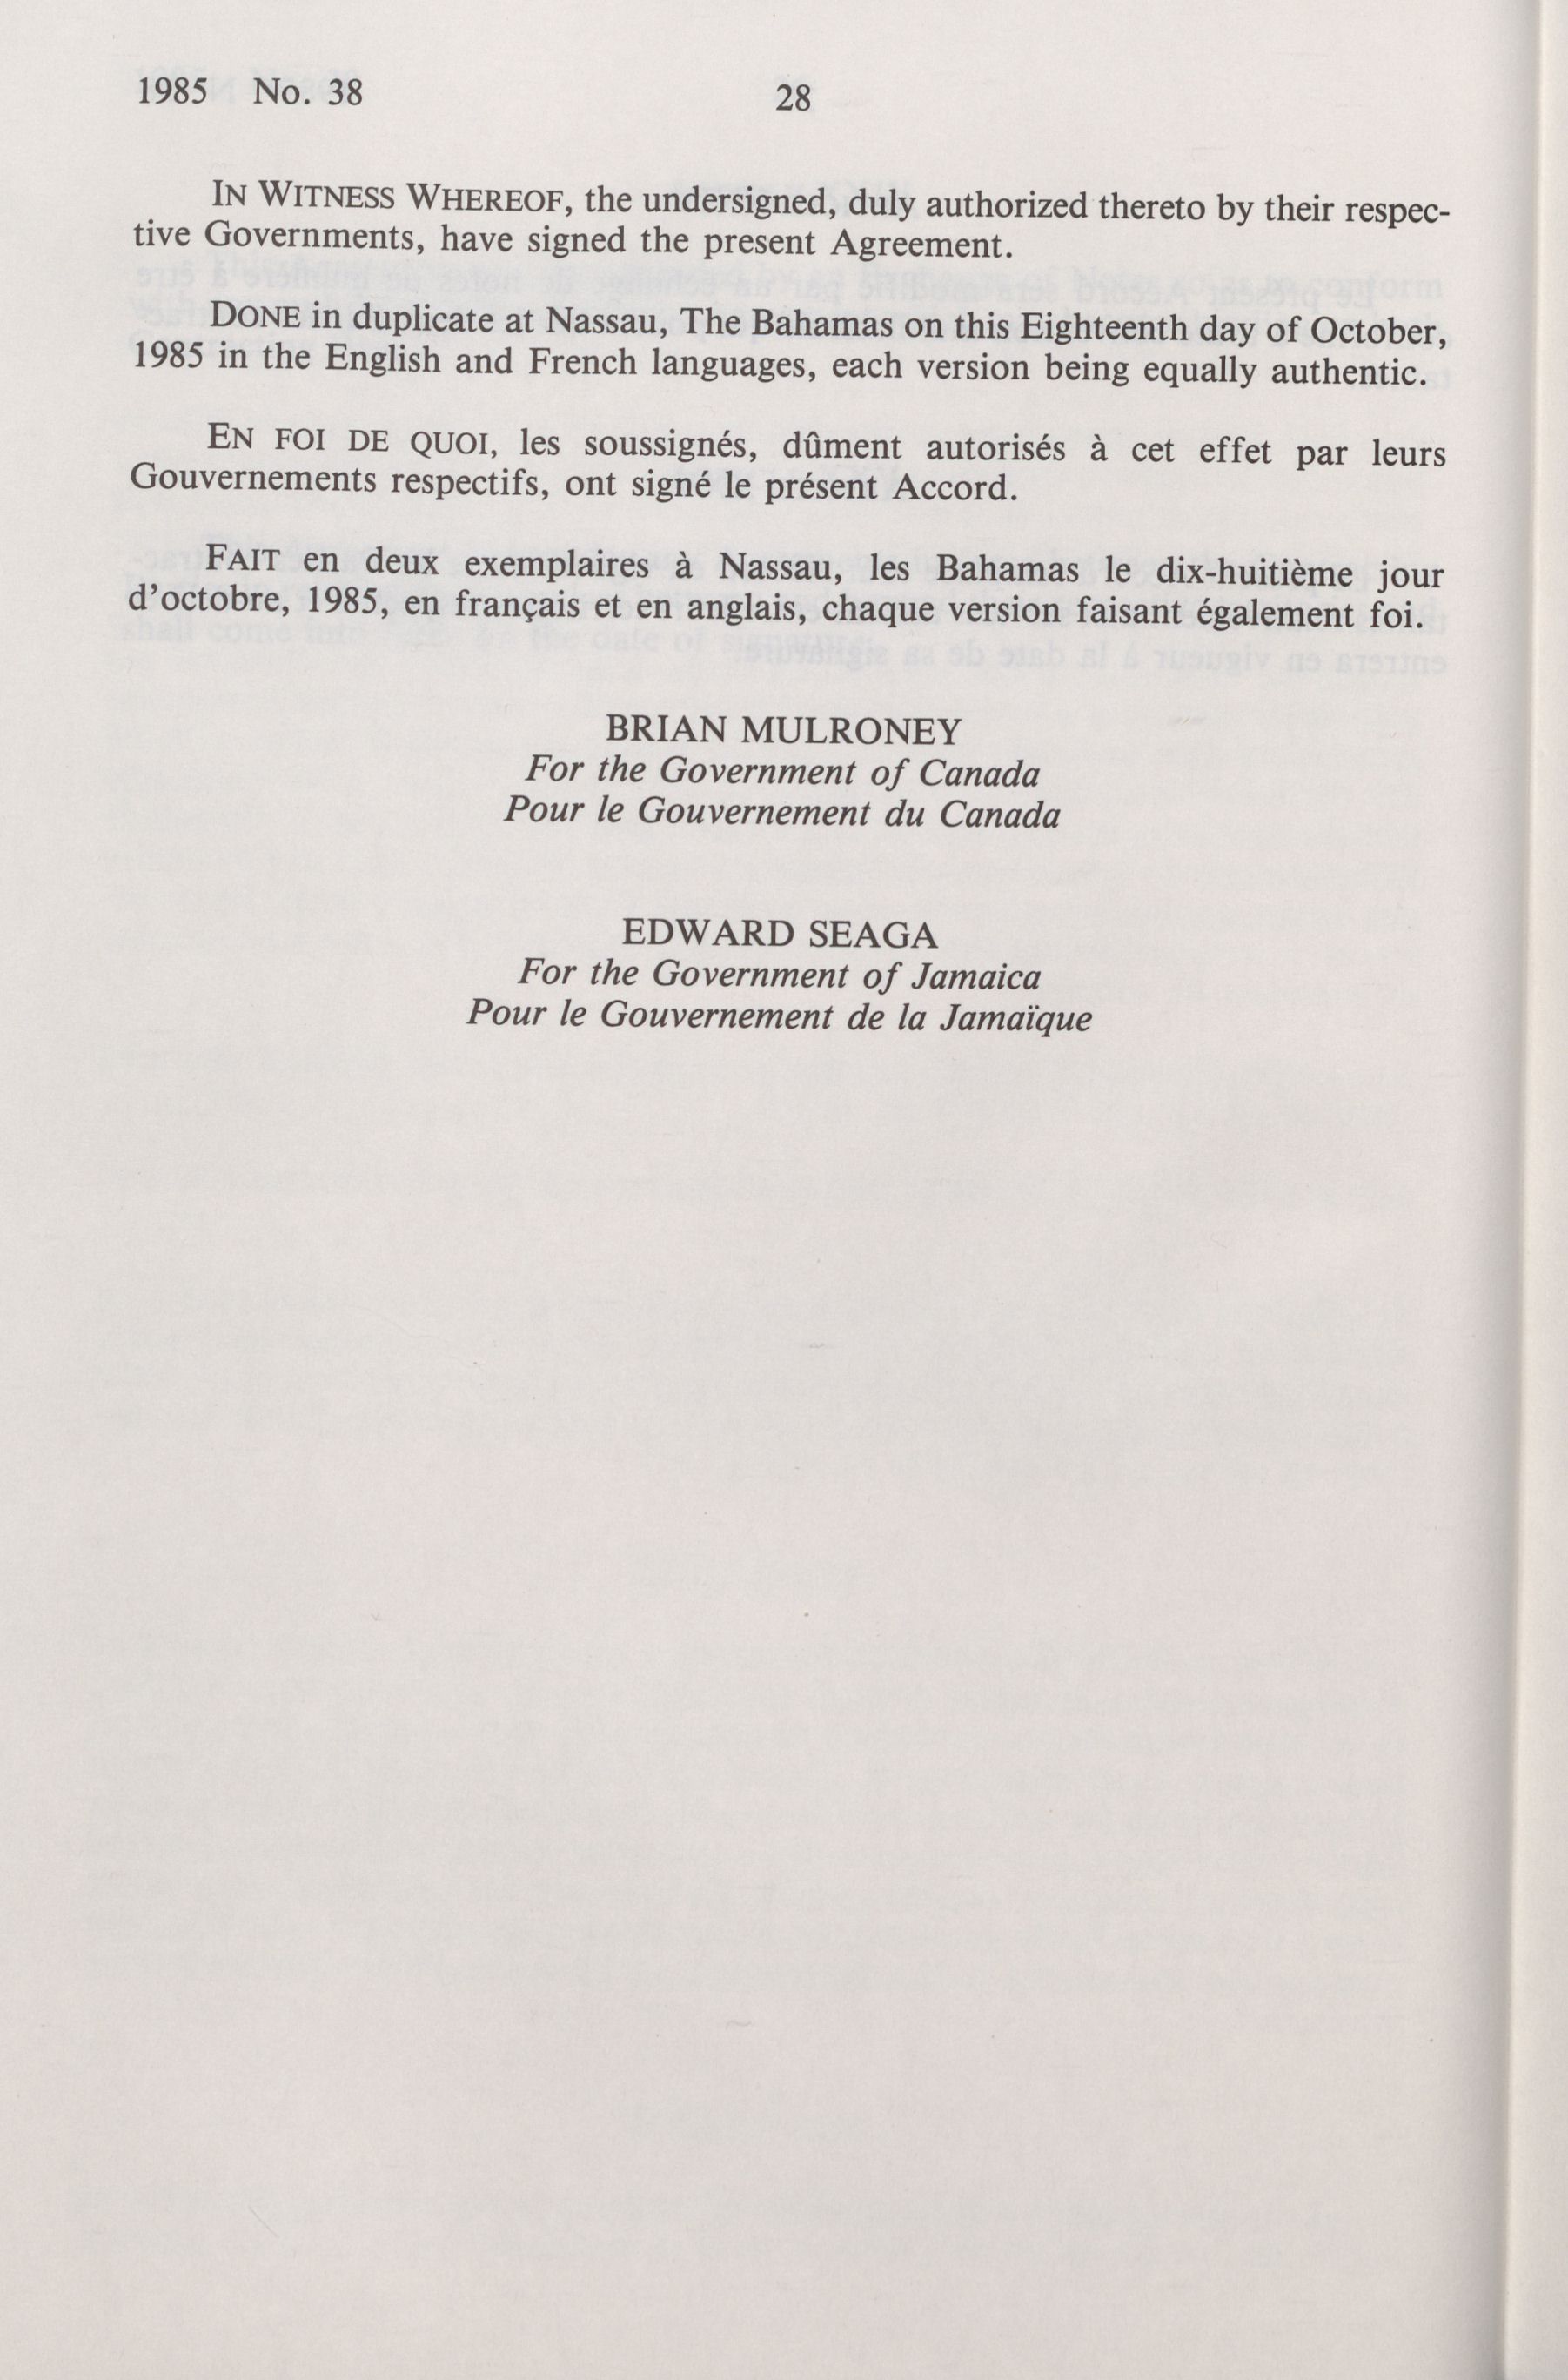 1985 No. 38
28
IN WITNESS WHEREOF, the undersigned, duly authorized thereto by their respec-
tive Governments, have signed the present Agreement.
DONE in duplicate at Nassau, The Bahamas on this Eighteenth day of October,
1985 in the English and French languages, each version being equally authentic.
EN FOI DE QUOI, les soussignés, dûment autorisés à cet effet par leurs
Gouvernements respectifs, ont signé le présent Accord.
FAIT en deux exemplaires à Nassau, les Bahamas le dix-huitième jour
d'octobre, 1985, en français et en anglais, chaque version faisant également foi.
BRIAN MULRONEY
For the Government of Canada
Pour le Gouvernement du Canada
EDWARD SEAGA
For the Government of Jamaica
Pour le Gouvernement de la Jamaïque